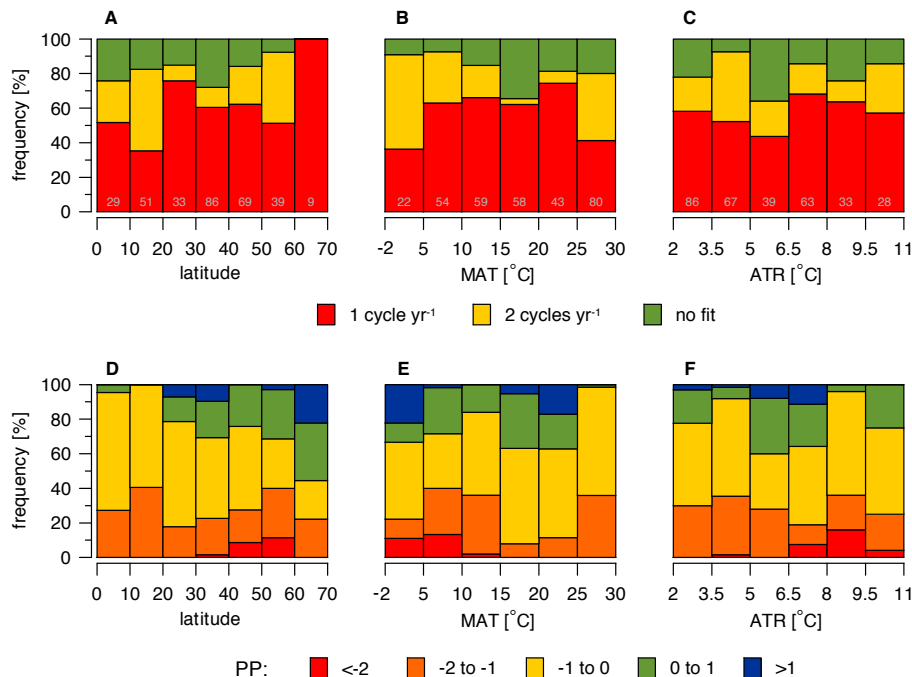 A B C
frequency [%]
100
80
60
40
20
0
29 51 33 86 69 39 9
22 54 59 58 43 80
86 67 39 63 33 28
0 10 20 30 40 50 60 70
-2 5 10 15 20 25 30
2 3.5 5 6.5 8 9.5 11
latitude
MAT [°C]
ATR [°C]
1 cycle yr⁻¹ 2 cycles yr⁻¹ no fit
D E F
frequency [%]
100
80
60
40
20
0
0 10 20 30 40 50 60 70
-2 5 10 15 20 25 30
2 3.5 5 6.5 8 9.5 11
latitude
MAT [°C]
ATR [°C]
PP: <-2 -2 to -1 -1 to 0 0 to 1 >1